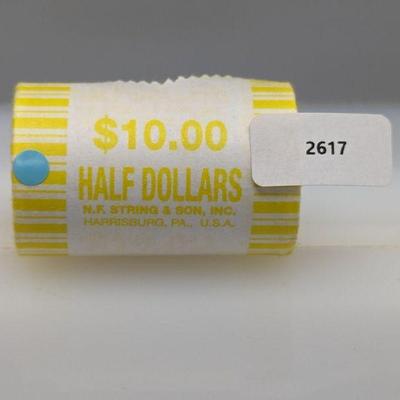 $10.00
HALF DOLLARS
N.F. STRING & SON, INC.
HARRISBURG, PA., U.S.A.
2617